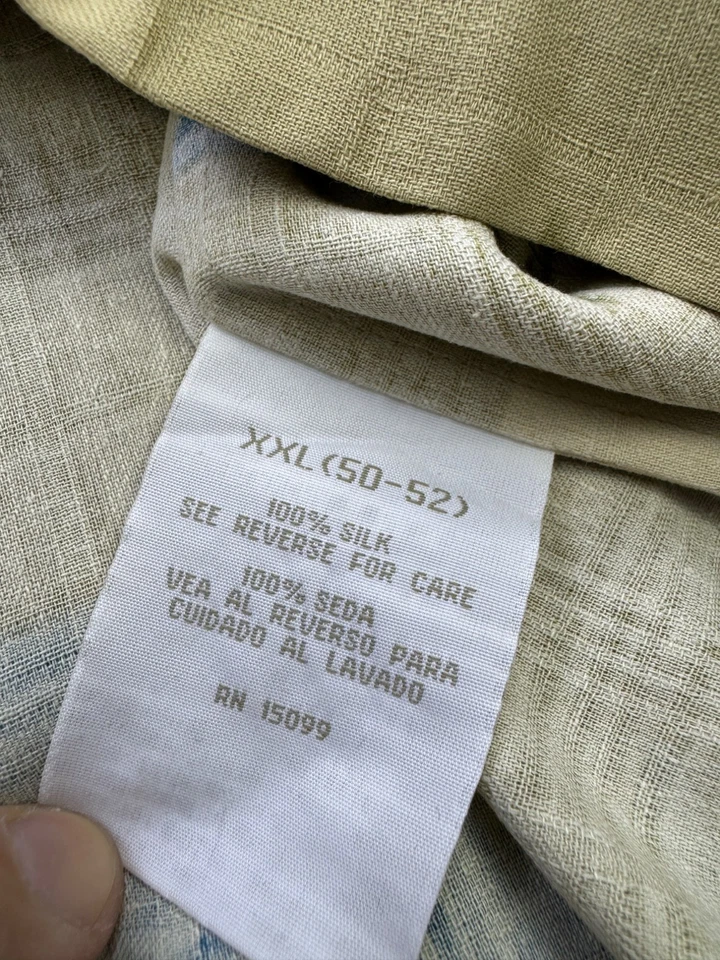 XXL(50-52)
100% SILK
SEE REVERSE FOR CARE
100% SEDA
VEA AL REVERSO PARA
CUIDADO AL LAVADO
RN 15099